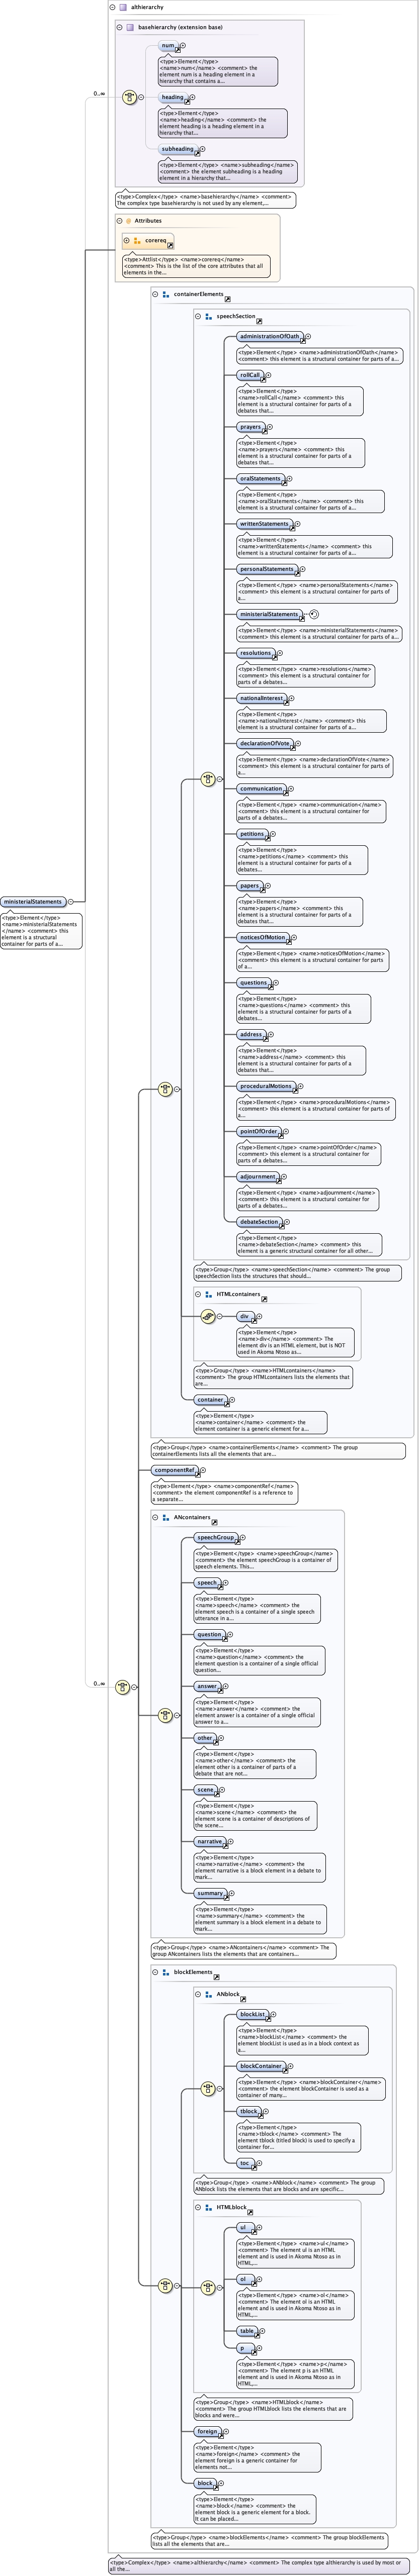 althierarchy
basehierarchy (extension base)
num
<type>Element</type>
<name>num</name> <comment> the
element num is a heading element in a
hierarchy that contains a...
0..∞
heading
<type>Element</type>
<name>heading</name> <comment> the
element heading is a heading element in a
hierarchy that...
subheading
<type>Element</type> <name>subheading</name>
<comment> the element subheading is a heading
element in a hierarchy that...
<type>Complex</type> <name>basehierarchy</name> <comment>
The complex type basehierarchy is not used by any element,...
Attributes
corereq
<type>Attlist</type> <name>corereq</name>
<comment> This is the list of the core attributes that all
elements in the...
containerElements
speechSection
administrationOfOath
<type>Element</type> <name>administrationOfOath</name>
<comment> this element is a structural container for parts of a...
rollCall
<type>Element</type>
<name>rollCall</name> <comment> this
element is a structural container for parts of a
debates that...
prayers
<type>Element</type>
<name>prayers</name> <comment> this
element is a structural container for parts of a
debates that...
oralStatements
<type>Element</type>
<name>oralStatements</name> <comment> this
element is a structural container for parts of a...
writtenStatements
<type>Element</type>
<name>writtenStatements</name> <comment> this
element is a structural container for parts of a...
personalStatements
<type>Element</type> <name>personalStatements</name>
<comment> this element is a structural container for parts of
a...
ministerialStatements
<type>Element</type> <name>ministerialStatements</name>
<comment> this element is a structural container for parts of a...
resolutions
<type>Element</type> <name>resolutions</name>
<comment> this element is a structural container for
parts of a debates...
nationalInterest
<type>Element</type>
<name>nationalInterest</name> <comment> this
element is a structural container for parts of a...
declarationOfVote
<type>Element</type> <name>declarationOfVote</name>
<comment> this element is a structural container for parts of
a...
communication
<type>Element</type> <name>communication</name>
<comment> this element is a structural container for
parts of a debates...
petitions
<type>Element</type>
<name>petitions</name> <comment> this
element is a structural container for parts of a
debates...
papers
<type>Element</type>
<name>papers</name> <comment> this
element is a structural container for parts of a
debates that...
ministerialStatements
<type>Element</type>
<name>ministerialStatements
</name> <comment> this
element is a structural
container for parts of a...
noticesOfMotion
<type>Element</type> <name>noticesOfMotion</name>
<comment> this element is a structural container for parts
of a...
questions
<type>Element</type>
<name>questions</name> <comment> this
element is a structural container for parts of a
debates...
address
<type>Element</type>
<name>address</name> <comment> this
element is a structural container for parts of a
debates that...
proceduralMotions
<type>Element</type> <name>proceduralMotions</name>
<comment> this element is a structural container for parts of
a...
pointOfOrder
<type>Element</type> <name>pointOfOrder</name>
<comment> this element is a structural container for
parts of a debates...
adjournment
<type>Element</type> <name>adjournment</name>
<comment> this element is a structural container for
parts of a debates...
debateSection
<type>Element</type>
<name>debateSection</name> <comment> this
element is a generic structural container for all other...
<type>Group</type> <name>speechSection</name> <comment> The group
speechSection lists the structures that should...
HTMLcontainers
div
<type>Element</type>
<name>div</name> <comment> The
element div is an HTML element, but is NOT
used in Akoma Ntoso as...
<type>Group</type> <name>HTMLcontainers</name>
<comment> The group HTMLcontainers lists the elements that
are...
container
<type>Element</type>
<name>container</name> <comment> the
element container is a generic element for a...
<type>Group</type> <name>containerElements</name> <comment> The group
containerElements lists all the elements that are...
componentRef
<type>Element</type> <name>componentRef</name>
<comment> the element componentRef is a reference to
a separate...
ANcontainers
speechGroup
<type>Element</type> <name>speechGroup</name>
<comment> the element speechGroup is a container of
speech elements. This...
speech
<type>Element</type>
<name>speech</name> <comment> the
element speech is a container of a single speech
utterance in a...
question
<type>Element</type>
<name>question</name> <comment> the
element question is a container of a single official
question...
0..∞
answer
<type>Element</type>
<name>answer</name> <comment> the
element answer is a container of a single official
answer to a...
other
<type>Element</type>
<name>other</name> <comment> the
element other is a container of parts of a
debate that are not...
scene
<type>Element</type>
<name>scene</name> <comment> the
element scene is a container of descriptions of
the scene...
narrative
<type>Element</type>
<name>narrative</name> <comment> the
element narrative is a block element in a debate to
mark...
summary
<type>Element</type>
<name>summary</name> <comment> the
element summary is a block element in a debate to
mark...
<type>Group</type> <name>ANcontainers</name> <comment> The
group ANcontainers lists the elements that are containers...
blockElements
ANblock
blockList
<type>Element</type>
<name>blockList</name> <comment> the
element blockList is used as in a block context as
a...
blockContainer
<type>Element</type> <name>blockContainer</name>
<comment> the element blockContainer is used as a
container of many...
tblock
<type>Element</type>
<name>tblock</name> <comment> The
element tblock (titled block) is used to specify a
container for...
toc
<type>Group</type> <name>ANblock</name> <comment> The group
ANblock lists the elements that are blocks and are specific...
HTMLblock
ul
<type>Element</type> <name>ul</name>
<comment> The element ul is an HTML
element and is used in Akoma Ntoso as in
HTML,...
ol
<type>Element</type> <name>ol</name>
<comment> The element ol is an HTML
element and is used in Akoma Ntoso as in
HTML,...
table
p
<type>Element</type> <name>p</name>
<comment> The element p is an HTML
element and is used in Akoma Ntoso as in
HTML,...
<type>Group</type> <name>HTMLblock</name>
<comment> The group HTMLblock lists the elements that are
blocks and were...
foreign
<type>Element</type>
<name>foreign</name> <comment> the
element foreign is a generic container for
elements not...
block
<type>Element</type>
<name>block</name> <comment> the
element block is a generic element for a block.
It can be placed...
<type>Group</type> <name>blockElements</name> <comment> The group blockElements
lists all the elements that are...
<type>Complex</type> <name>althierarchy</name> <comment> The complex type althierarchy is used by most or
all the...